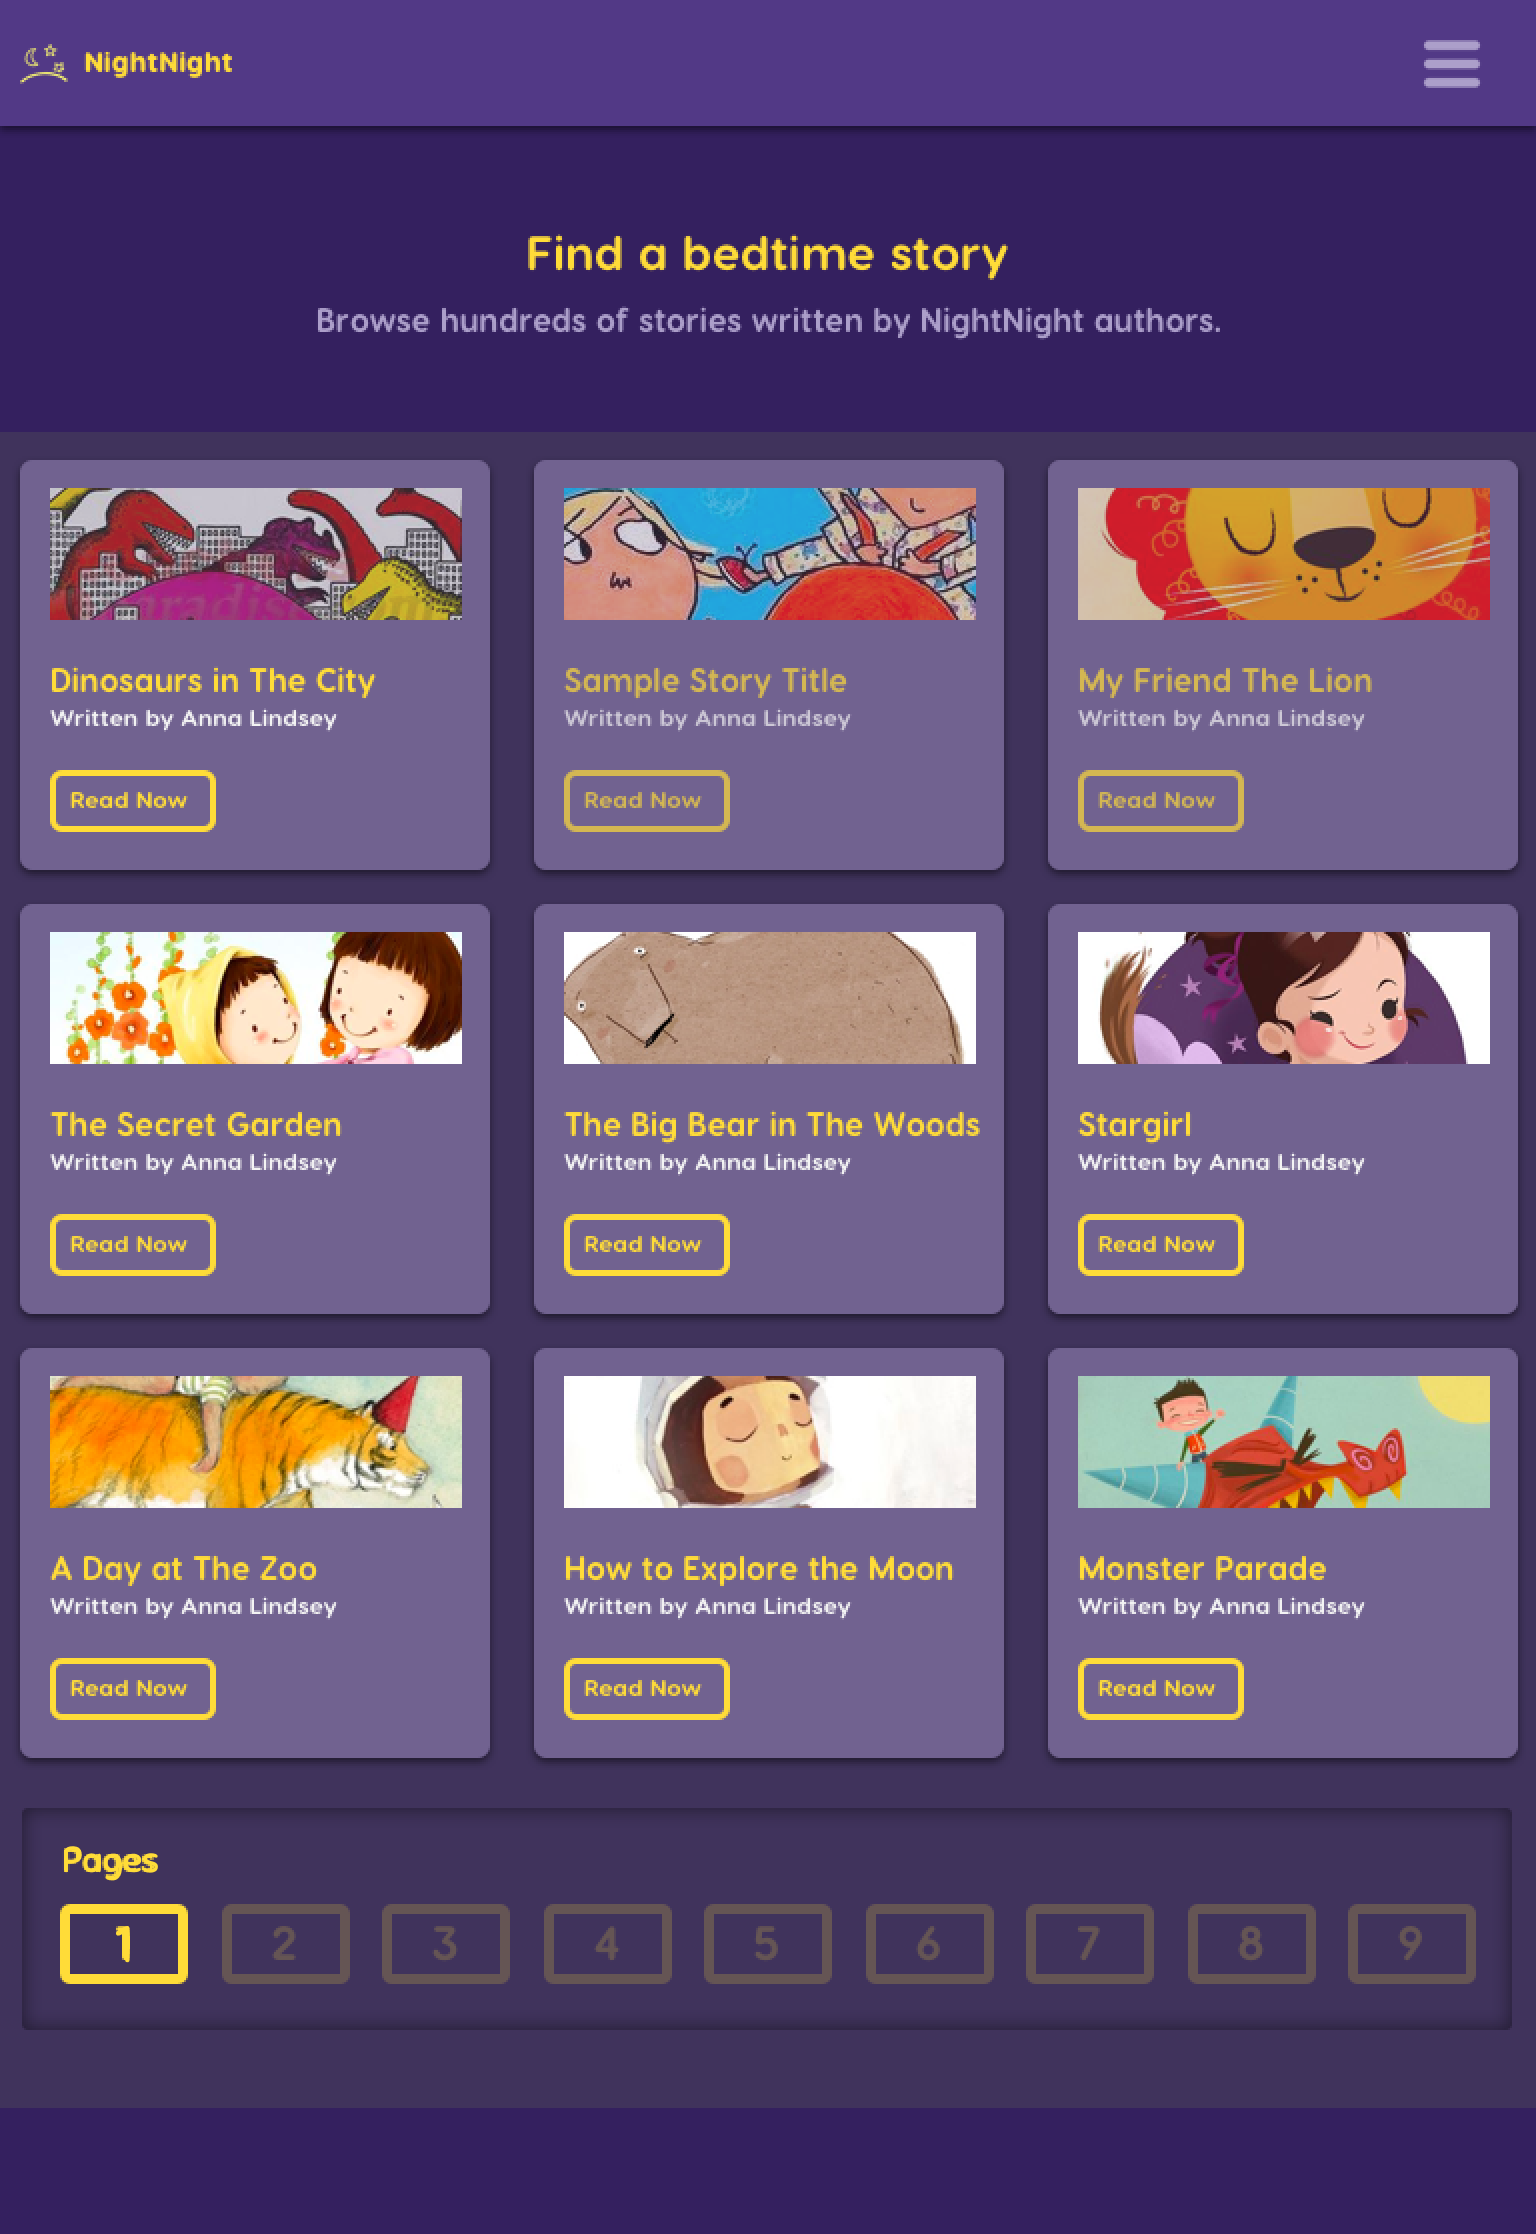 NightNight
Find a bedtime story
Browse hundreds of stories written by NightNight authors.
Dinosaurs in The City
Written by Anna Lindsey
Read Now
Sample Story Title
Written by Anna Lindsey
Read Now
My Friend The Lion
Written by Anna Lindsey
Read Now
The Secret Garden
Written by Anna Lindsey
Read Now
The Big Bear in The Woods
Written by Anna Lindsey
Read Now
Stargirl
Written by Anna Lindsey
Read Now
A Day at The Zoo
Written by Anna Lindsey
Read Now
How to Explore the Moon
Written by Anna Lindsey
Read Now
Monster Parade
Written by Anna Lindsey
Read Now
Pages
1 2 3 4 5 6 7 8 9